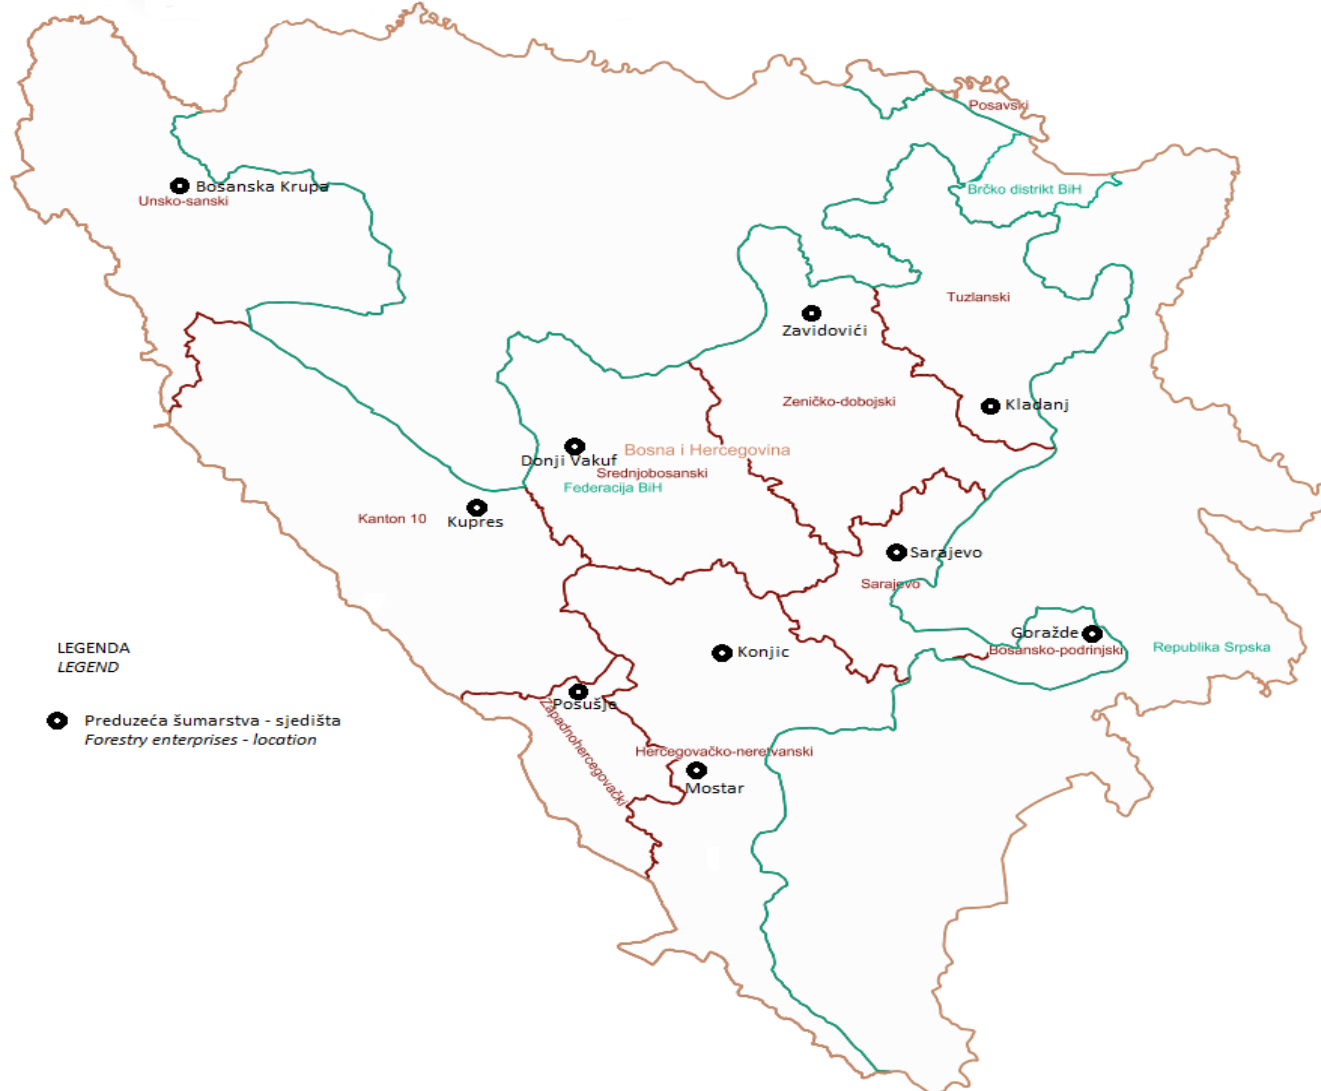 Posavski
Bosanska Krupa
Unsko-sanski
Brčko distrikt BiH
Tuzlanski
Zavidovići
Zeničko-dobojski
Kladanj
Bosna i Hercegovina
Donji Vakuf
Srednjobosanski
Federacija BiH
Kanton 10
Kupres
Sarajevo
Sarajevo
Goražde
Bosansko-podrinjski
Republika Srpska
Konjic
LEGENDA
LEGEND
Posušje
Zapadnohercegovački
Preduzeća šumarstva - sjedišta
Forestry enterprises - location
Hercegovačko-neretvanski
Mostar